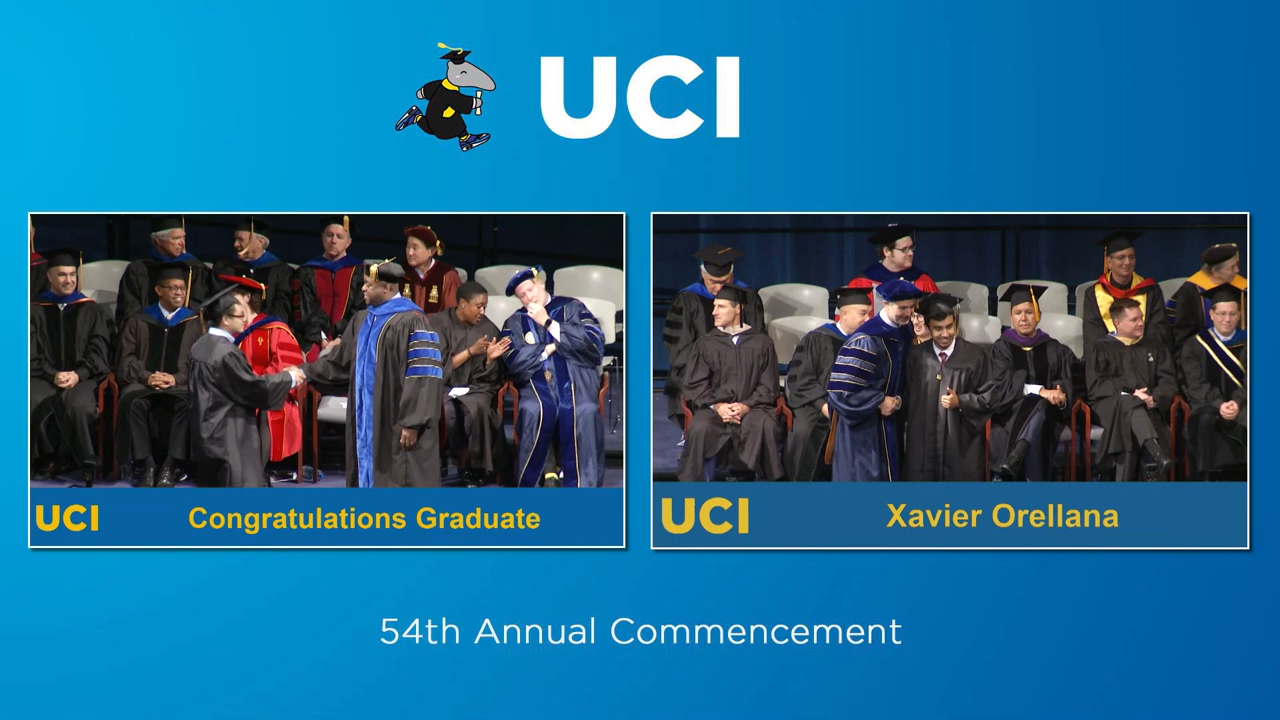 UCI
UCI
Congratulations Graduate
UCI
Xavier Orellana
54th Annual Commencement